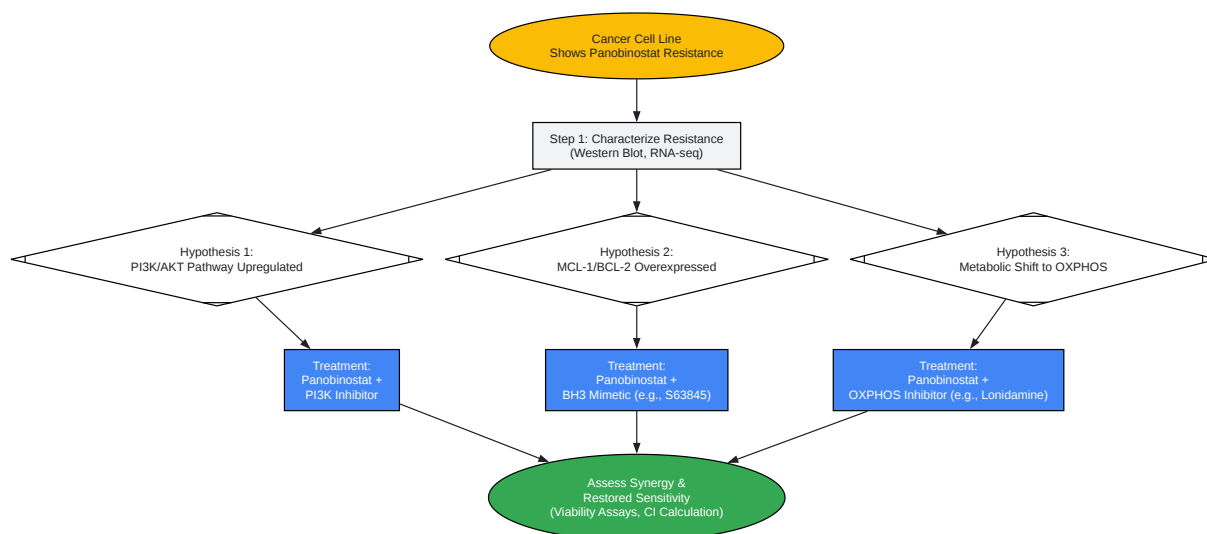 Cancer Cell Line
Shows Panobinostat Resistance
Step 1: Characterize Resistance
(Western Blot, RNA-seq)
Hypothesis 1:
PI3K/AKT Pathway Upregulated
Hypothesis 2:
MCL-1/BCL-2 Overexpressed
Hypothesis 3:
Metabolic Shift to OXPHOS
Treatment:
Panobinostat +
PI3K Inhibitor
Treatment:
Panobinostat +
BH3 Mimetic (e.g., S63845)
Treatment:
Panobinostat +
OXPHOS Inhibitor (e.g., Lonidamine)
Assess Synergy &
Restored Sensitivity
(Viability Assays, CI Calculation)